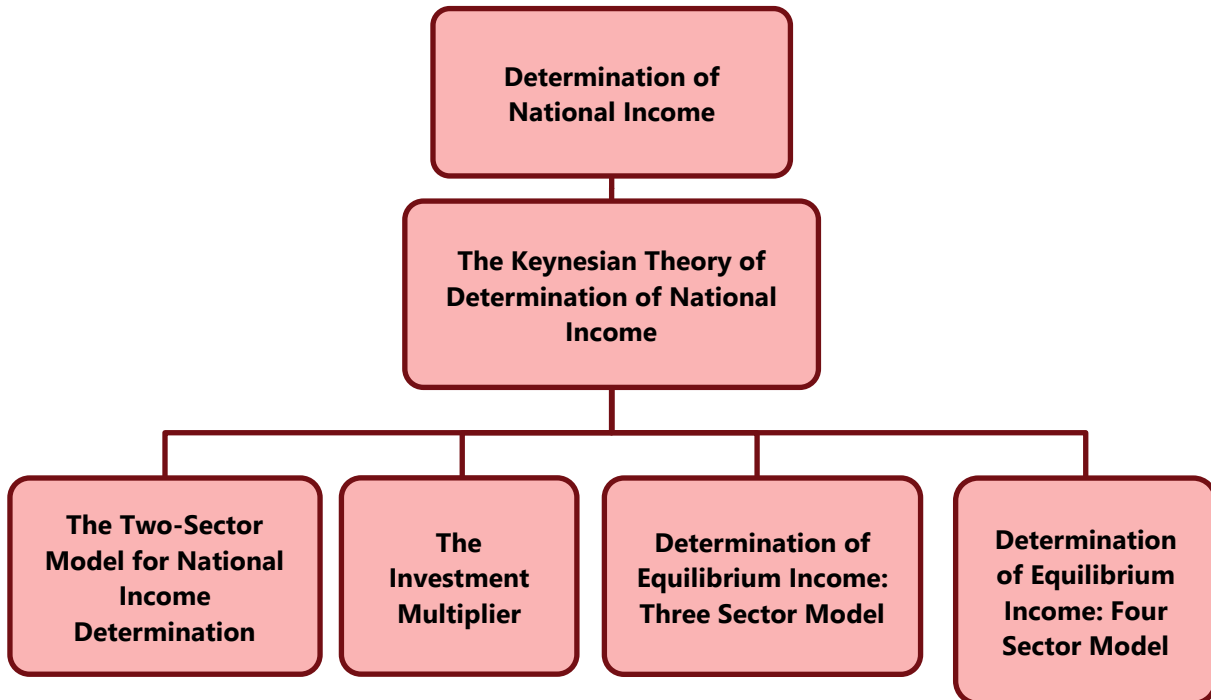 Determination of
National Income
The Keynesian Theory of
Determination of National
Income
The Two-Sector
Model for National
Income
Determination
The
Investment
Multiplier
Determination of
Equilibrium Income:
Three Sector Model
Determination
of Equilibrium
Income: Four
Sector Model